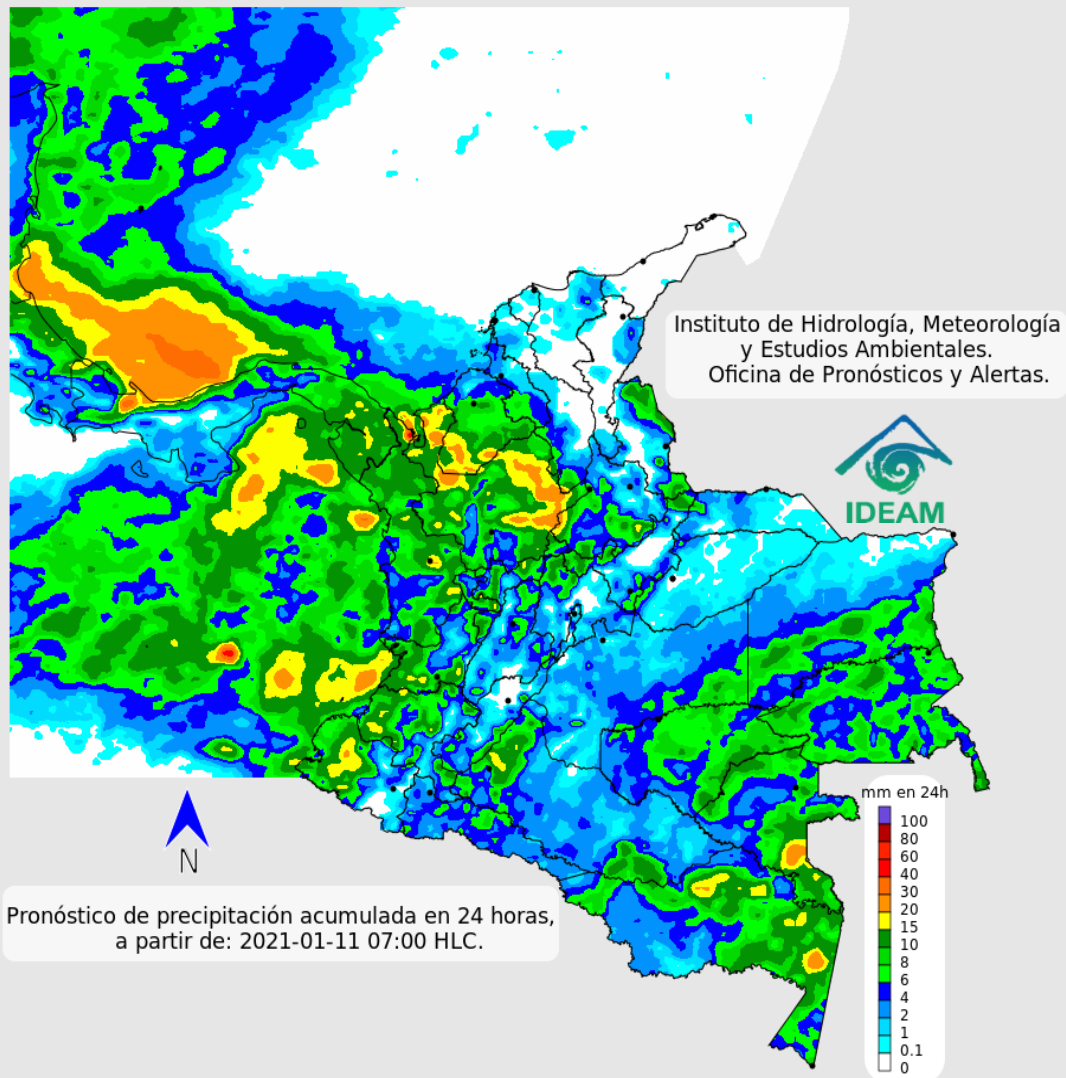 Instituto de Hidrología, Meteorología
y Estudios Ambientales.
Oficina de Pronósticos y Alertas.
IDEAM
mm en 24h
100
80
60
40
30
20
15
10
8
6
4
2
1
0.1
0
N
Pronóstico de precipitación acumulada en 24 horas,
a partir de: 2021-01-11 07:00 HLC.